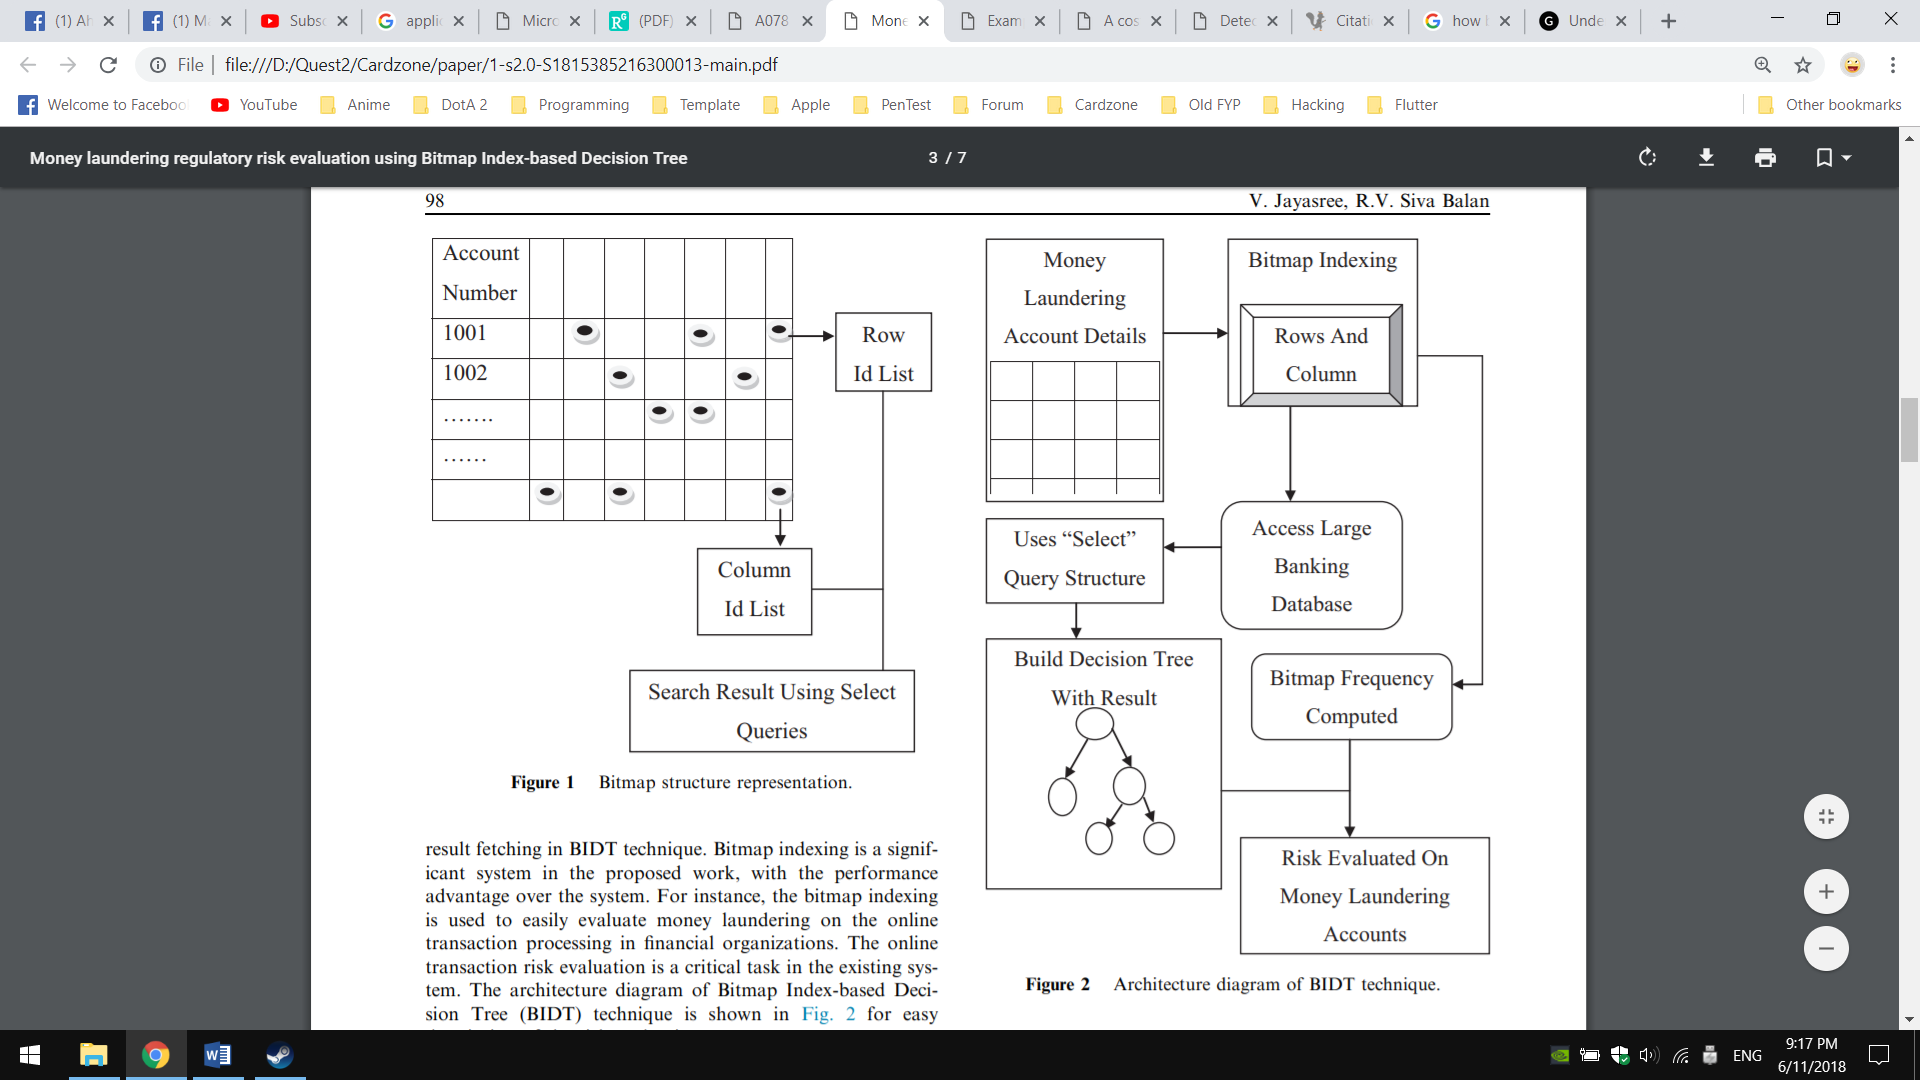 (1) Ah
(1) Ma
Subsc
applic
Micro
(PDF)
A078
Mone
Exam
A cos
Detec
Citati
how
Unde
File
file:///D:/Quest2/Cardzone/paper/1-s2.0-S1815385216300013-main.pdf
Welcome to Faceboo
YouTube
Anime
DotA 2
Programming
Template
Apple
PenTest
Forum
Cardzone
Old FYP
Hacking
Flutter
Other bookmarks
Money laundering regulatory risk evaluation using Bitmap Index-based Decision Tree
3 / 7
98
V. Jayasree, R.V. Siva Balan
Account
Number
1001
1002
.......
......
Row
Id List
Column
Id List
Search Result Using Select
Queries
Figure 1 Bitmap structure representation.
result fetching in BIDT technique. Bitmap indexing is a signif-
icant system in the proposed work, with the performance
advantage over the system. For instance, the bitmap indexing
is used to easily evaluate money laundering on the online
transaction processing in financial organizations. The online
transaction risk evaluation is a critical task in the existing sys-
tem. The architecture diagram of Bitmap Index-based Deci-
sion Tree (BIDT) technique is shown in Fig. 2 for easy
Money
Laundering
Account Details
Bitmap Indexing
Rows And
Column
Access Large
Banking
Database
Uses “Select”
Query Structure
Build Decision Tree
With Result
Bitmap Frequency
Computed
Risk Evaluated On
Money Laundering
Accounts
Figure 2 Architecture diagram of BIDT technique.
ENG
9:17 PM
6/11/2018